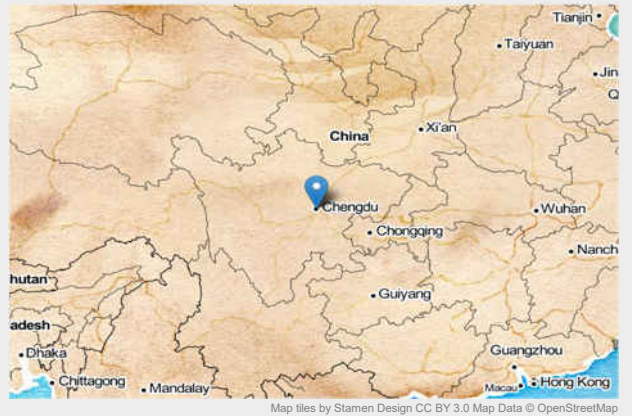 Tianjin
Taiyuan
Jin
Q
China
Xi'an
Chengdu
Wuhan
Chongqing
Nanch
hutan
Guiyang
adesh
Dhaka
Guangzhou
Chittagong
Mandalay
Macau
Hong Kong
Map tiles by Stamen Design CC BY 3.0 Map Data © OpenStreetMap